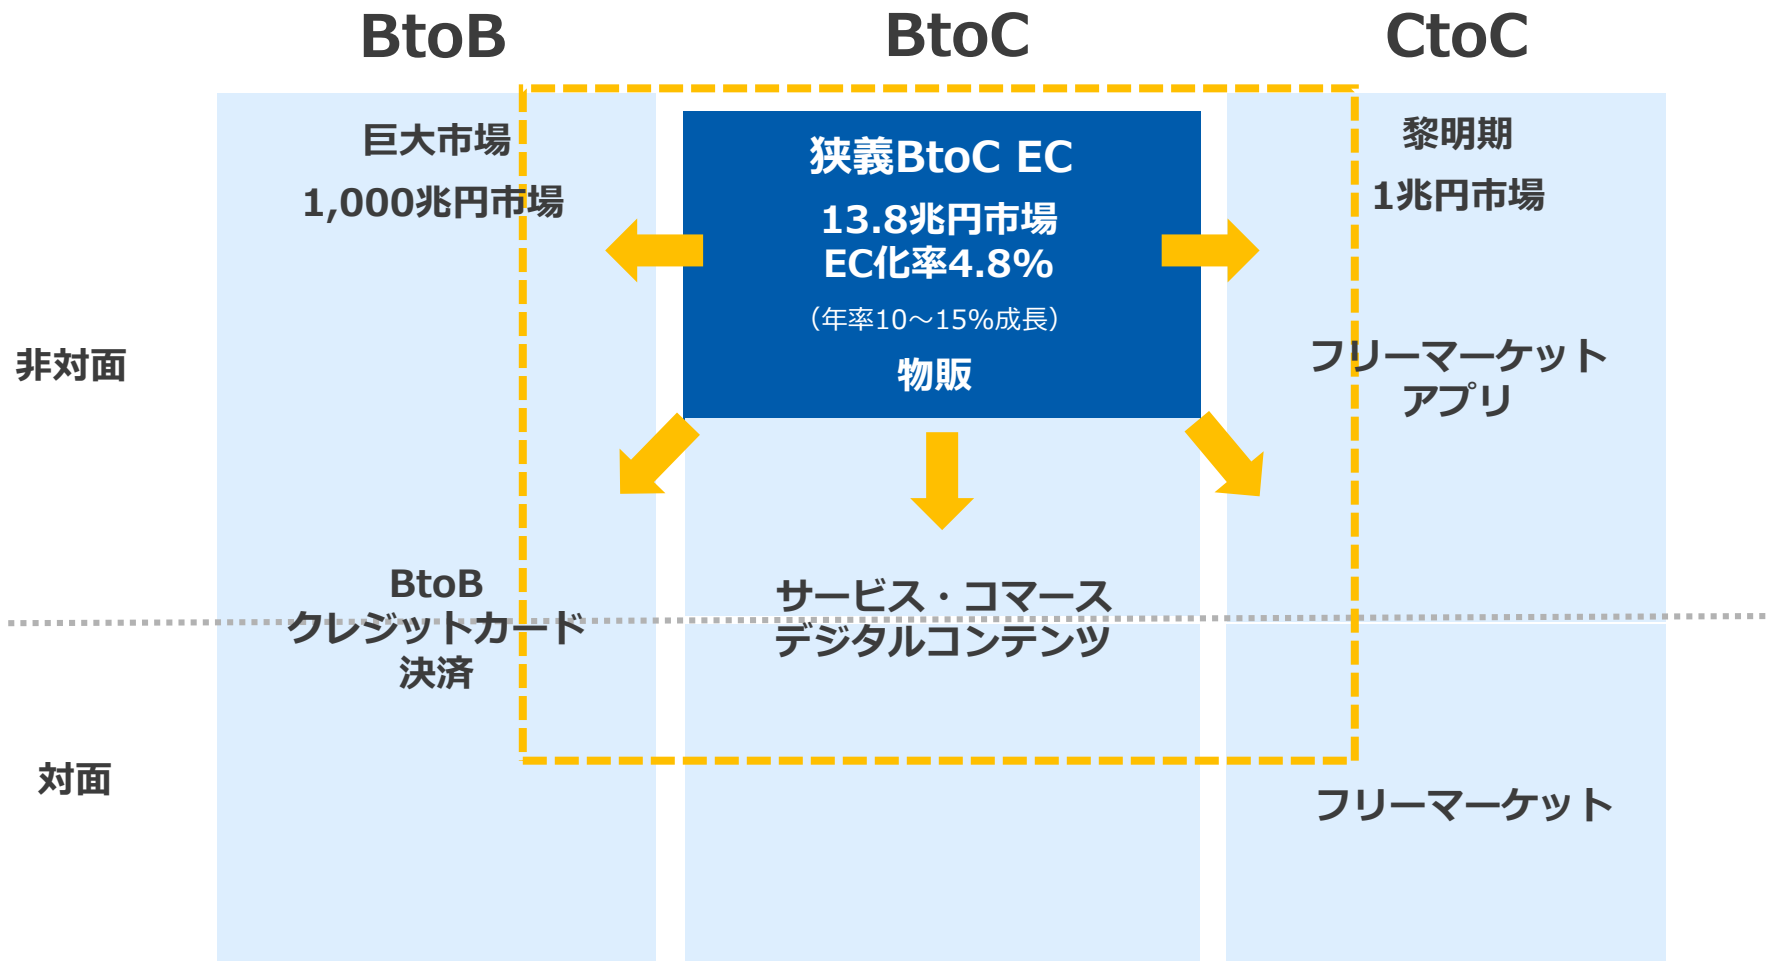 BtoB
BtoC
CtoC
巨大市場
1,000兆円市場
狭義BtoC EC
13.8兆円市場
EC化率4.8%
（年率10～15%成長）
物販
黎明期
1兆円市場
非対面
フリーマーケット
アプリ
BtoB
クレジットカード
決済
サービス・コマース
デジタルコンテンツ
対面
フリーマーケット